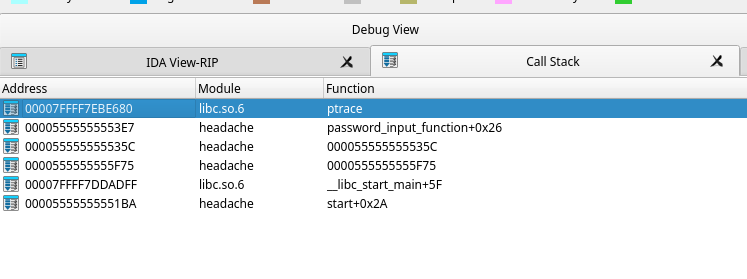 Debug View
IDA View-RIP Call Stack
Address Module Function
00007FFFF7EBE680 libc.so.6 ptrace
00005555555553E7 headache password_input_function+0x26
000055555555535C headache 000055555555535C
0000555555555F75 headache 0000555555555F75
00007FFFF7DDADFF libc.so.6 __libc_start_main+5F
00005555555551BA headache start+0x2A